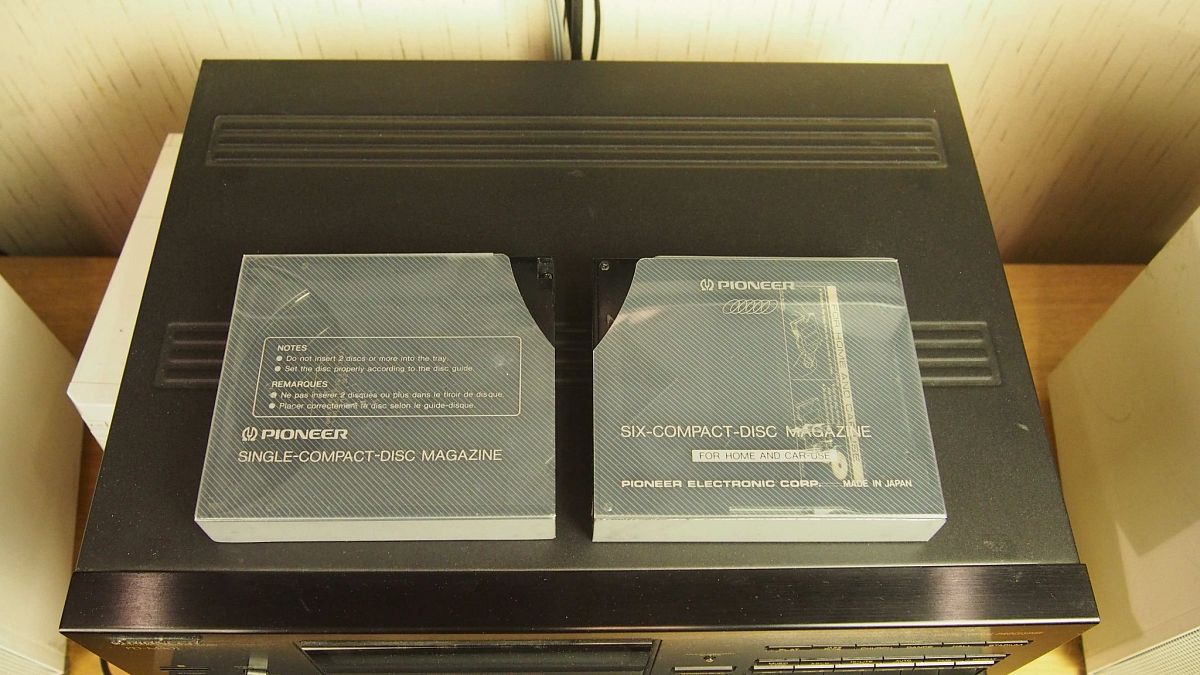 NOTES
● Do not insert 2 discs or more into the tray.
● Set the disc properly according to the disc guide.
REMARQUES
● Ne pas insérer 2 disques ou plus dans le tiroir de disque.
● Placer correctement le disc selon le guide-disque.
PIONEER
SINGLE-COMPACT-DISC MAGAZINE
PIONEER
SIX-COMPACT-DISC MAGAZINE
FOR HOME AND CAR-USE
PIONEER ELECTRONIC CORP. MADE IN JAPAN